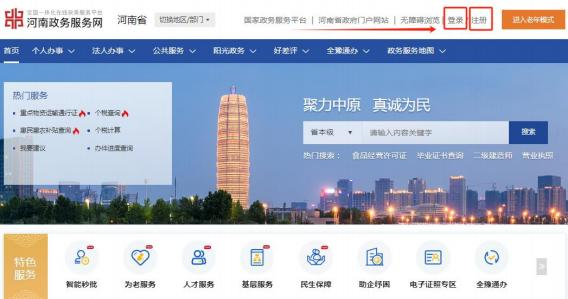 全国一体化在线政务服务平台
河南政务服务网 河南省 切换地区/部门 国家政务服务平台 | 河南省政府门户网站 | 无障碍浏览 | 登录 注册 进入老年模式
首页 个人办事 法人办事 公共服务 阳光政务 好差评 全豫通办 政务服务地图
热门服务
重点物资运输通行证 个税查询
惠民惠农补贴查询 个税计算
我要建议 办件进度查询
聚力中原 真诚为民
省本级 请输入内容关键字 搜索
热门搜索： 食品经营许可证 毕业证书查询 二级建造师 营业执照
特色
服务
智能秒批 为老服务 人才服务 基层服务 民生保障 助企纾困 电子证照专区 全豫通办